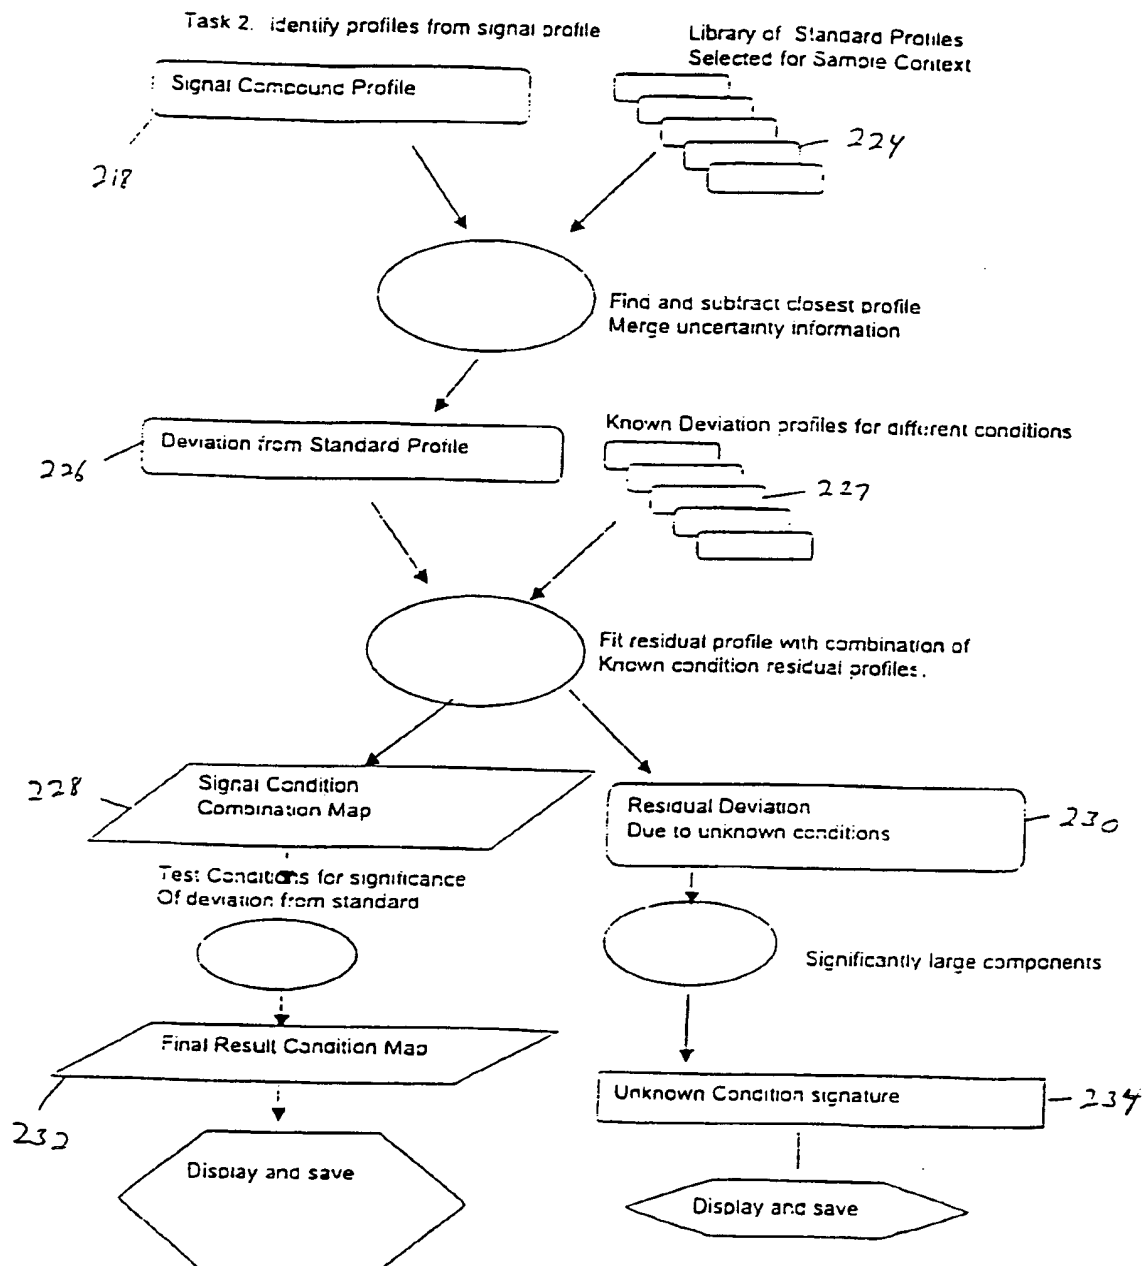 Task 2. Identify profiles from signal profile
Library of Standard Profiles
Selected for Sample Context
Signal Compound Profile
224
218
Find and subtract closest profile
Merge uncertainty information
Known Deviation profiles for different conditions
Deviation from Standard Profile
226
227
Fit residual profile with combination of
Known condition residual profiles.
228
Signal Condition
Combination Map
Residual Deviation
Due to unknown conditions
230
Test Conditions for significance
Of deviation from standard
Significantly large components
Final Result Condition Map
Unknown Condition signature
234
232
Display and save
Display and save